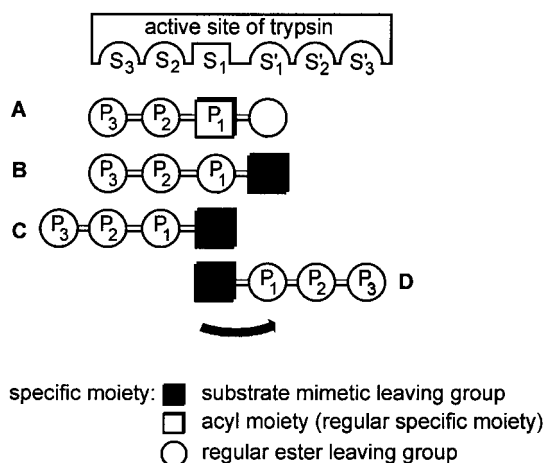 active site of trypsin
S3 S2 S1 S'1 S'2 S'3
A P3 P2 P1
B P3 P2 P1
C P3 P2 P1
P1 P2 P3 D
specific moiety: substrate mimetic leaving group
acyl moiety (regular specific moiety)
regular ester leaving group